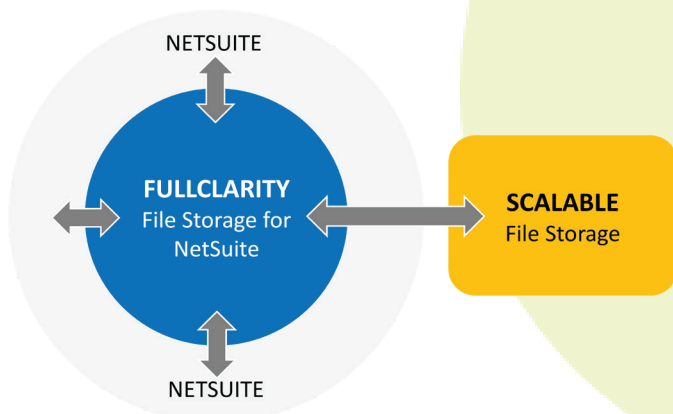 NETSUITE
FULLCLARITY
File Storage for
NetSuite
SCALABLE
File Storage
NETSUITE